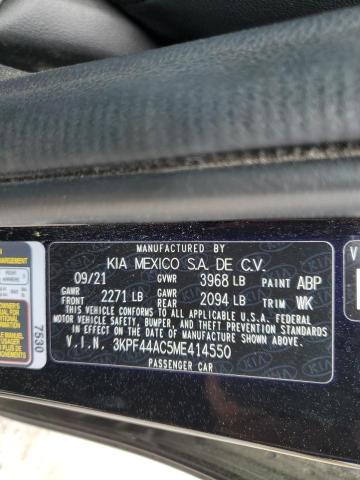 MANUFACTURED BY
KIA MEXICO S.A. DE C.V.
09/21 GVWR 3968 LB PAINT ABP
GAWR FRONT 2271 LB GAWR REAR 2094 LB TRIM WK
THIS VEHICLE CONFORMS TO ALL APPLICABLE U.S. FEDERAL
MOTOR VEHICLE SAFETY, BUMPER, AND THEFT PREVENTION
STANDARDS IN EFFECT ON THE DATE OF MANUFACTURE SHOWN ABOVE.
V.I.N. 3KPF44AC5ME414550
PASSENGER CAR
7530
V